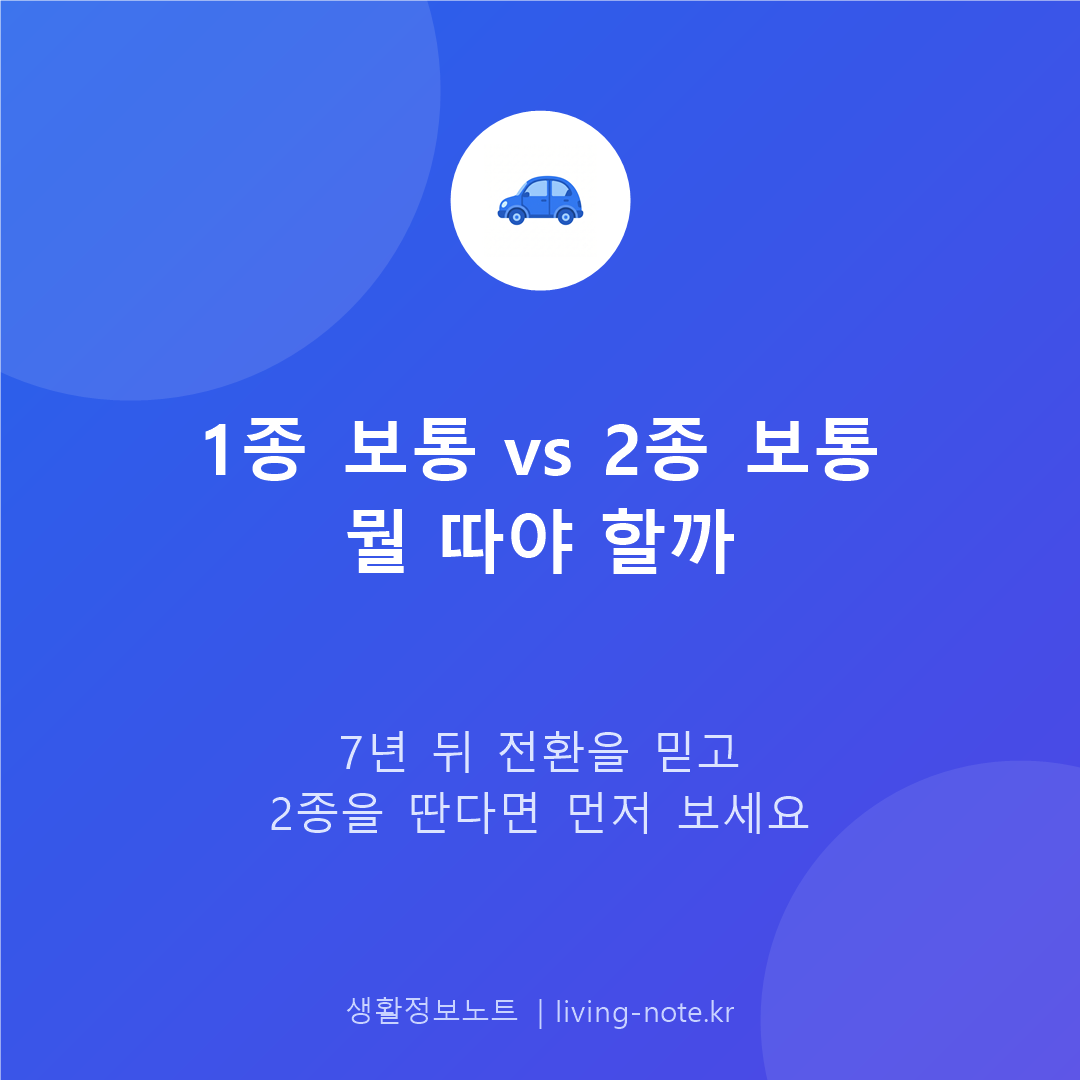 1종 보통 vs 2종 보통
뭘 따야 할까
7년 뒤 전환을 믿고
2종을 딴다면 먼저 보세요
생활정보노트 | living-note.kr